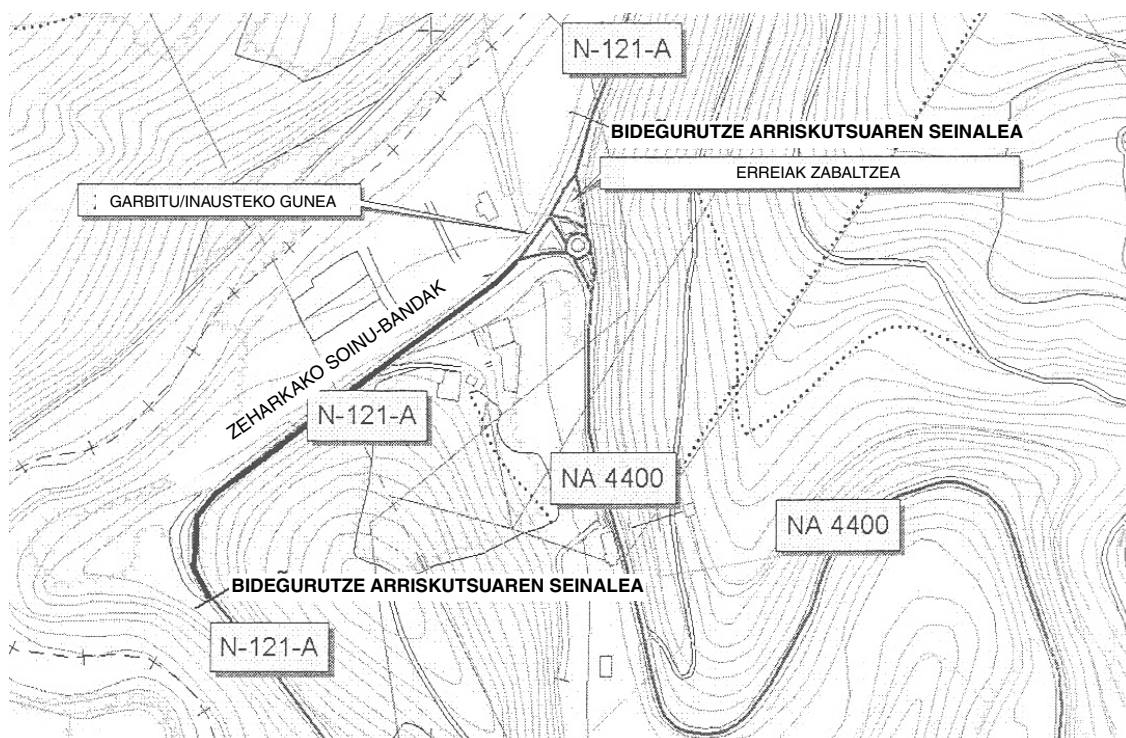 N-121-A
BIDEGURUTZE ARRISKUTSUAREN SEINALEA
ERREIAK ZABALTZEA
GARBITU/INAUSTEKO GUNEA
ZEHARKAKO SOINU-BANDAK
N-121-A
NA 4400
NA 4400
BIDEGURUTZE ARRISKUTSUAREN SEINALEA
N-121-A